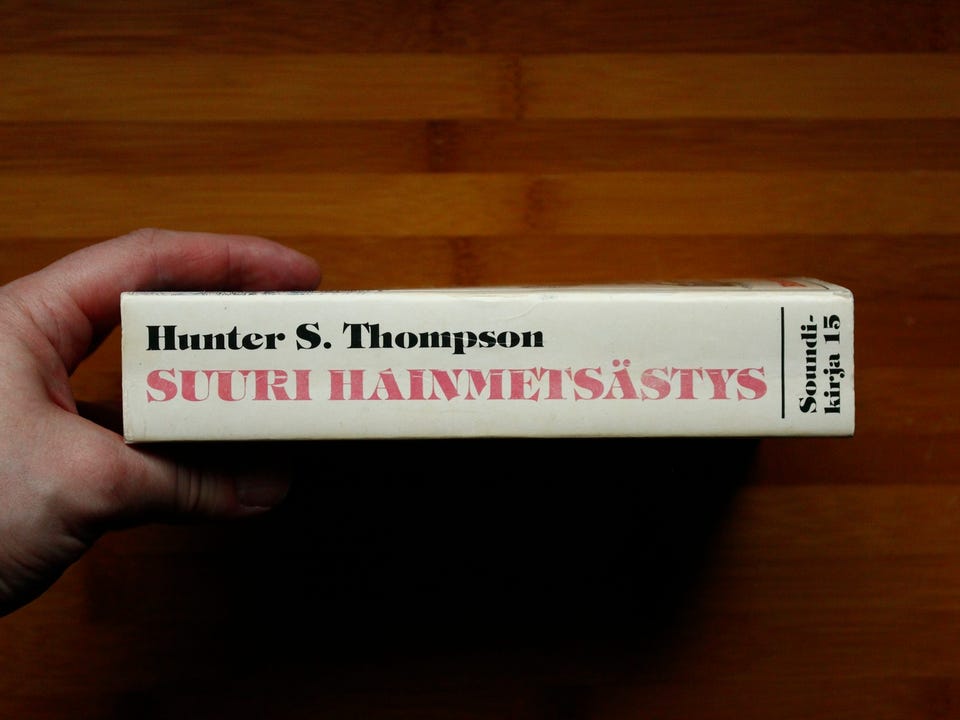 Hunter S. Thompson
SUURI HAINMETSÄSTYS
Soundi-
kirja 15